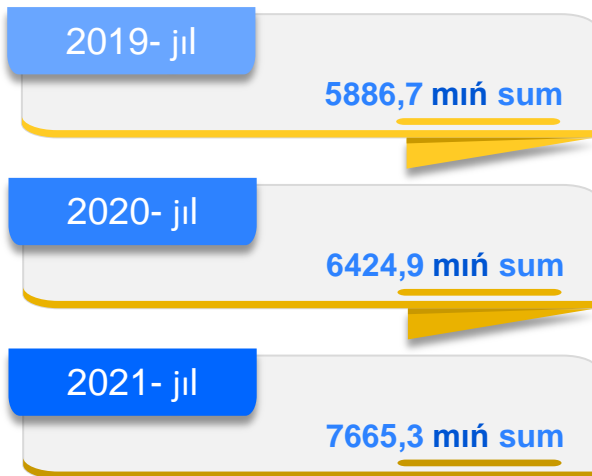 2019- jıl
5886,7 mıń sum
2020- jıl
6424,9 mıń sum
2021- jıl
7665,3 mıń sum